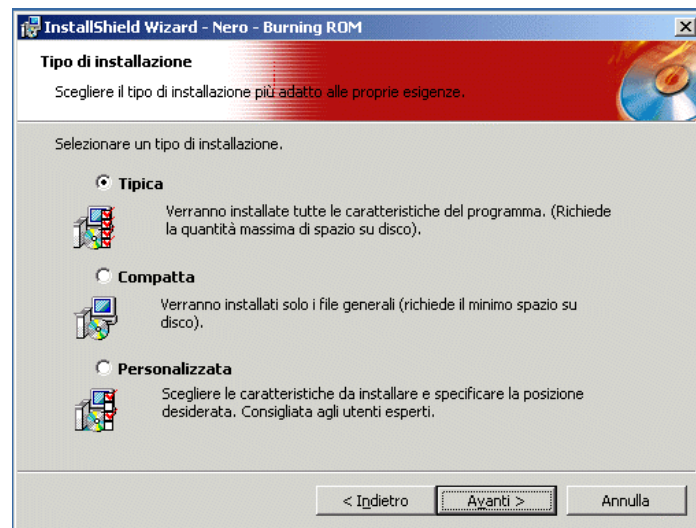 InstallShield Wizard - Nero - Burning ROM
Tipo di installazione
Scegliere il tipo di installazione più adatto alle proprie esigenze.
Selezionare un tipo di installazione.
Tipica
Verranno installate tutte le caratteristiche del programma. (Richiede
la quantità massima di spazio su disco).
Compatta
Verranno installati solo i file generali (richiede il minimo spazio su
disco).
Personalizzata
Scegliere le caratteristiche da installare e specificare la posizione
desiderata. Consigliata agli utenti esperti.
< Indietro Avanti > Annulla